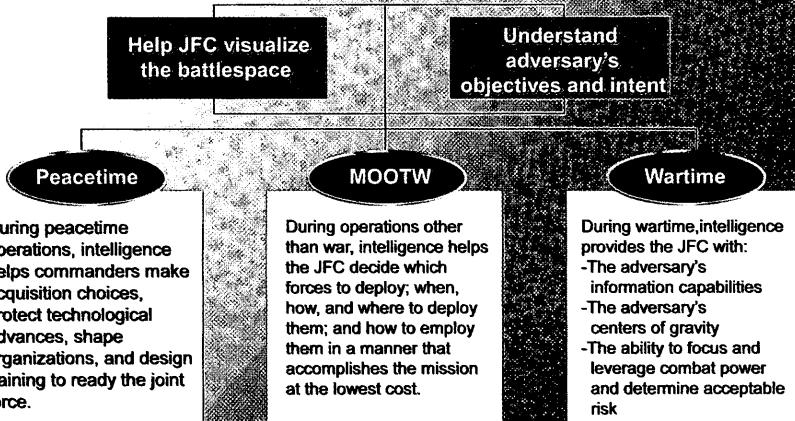 Help JFC visualize
the battlespace
Understand
adversary's
objectives and intent
Peacetime
uring peacetime
perations, intelligence
elps commanders make
cquisition choices,
rotect technological
dvances, shape
rganizations, and design
aining to ready the joint
orce.
MOOTW
During operations other
than war, intelligence helps
the JFC decide which
forces to deploy; when,
how, and where to deploy
them; and how to employ
them in a manner that
accomplishes the mission
at the lowest cost.
Wartime
During wartime,intelligence
provides the JFC with:
-The adversary's
information capabilities
-The adversary's
centers of gravity
-The ability to focus and
leverage combat power
and determine acceptable
risk